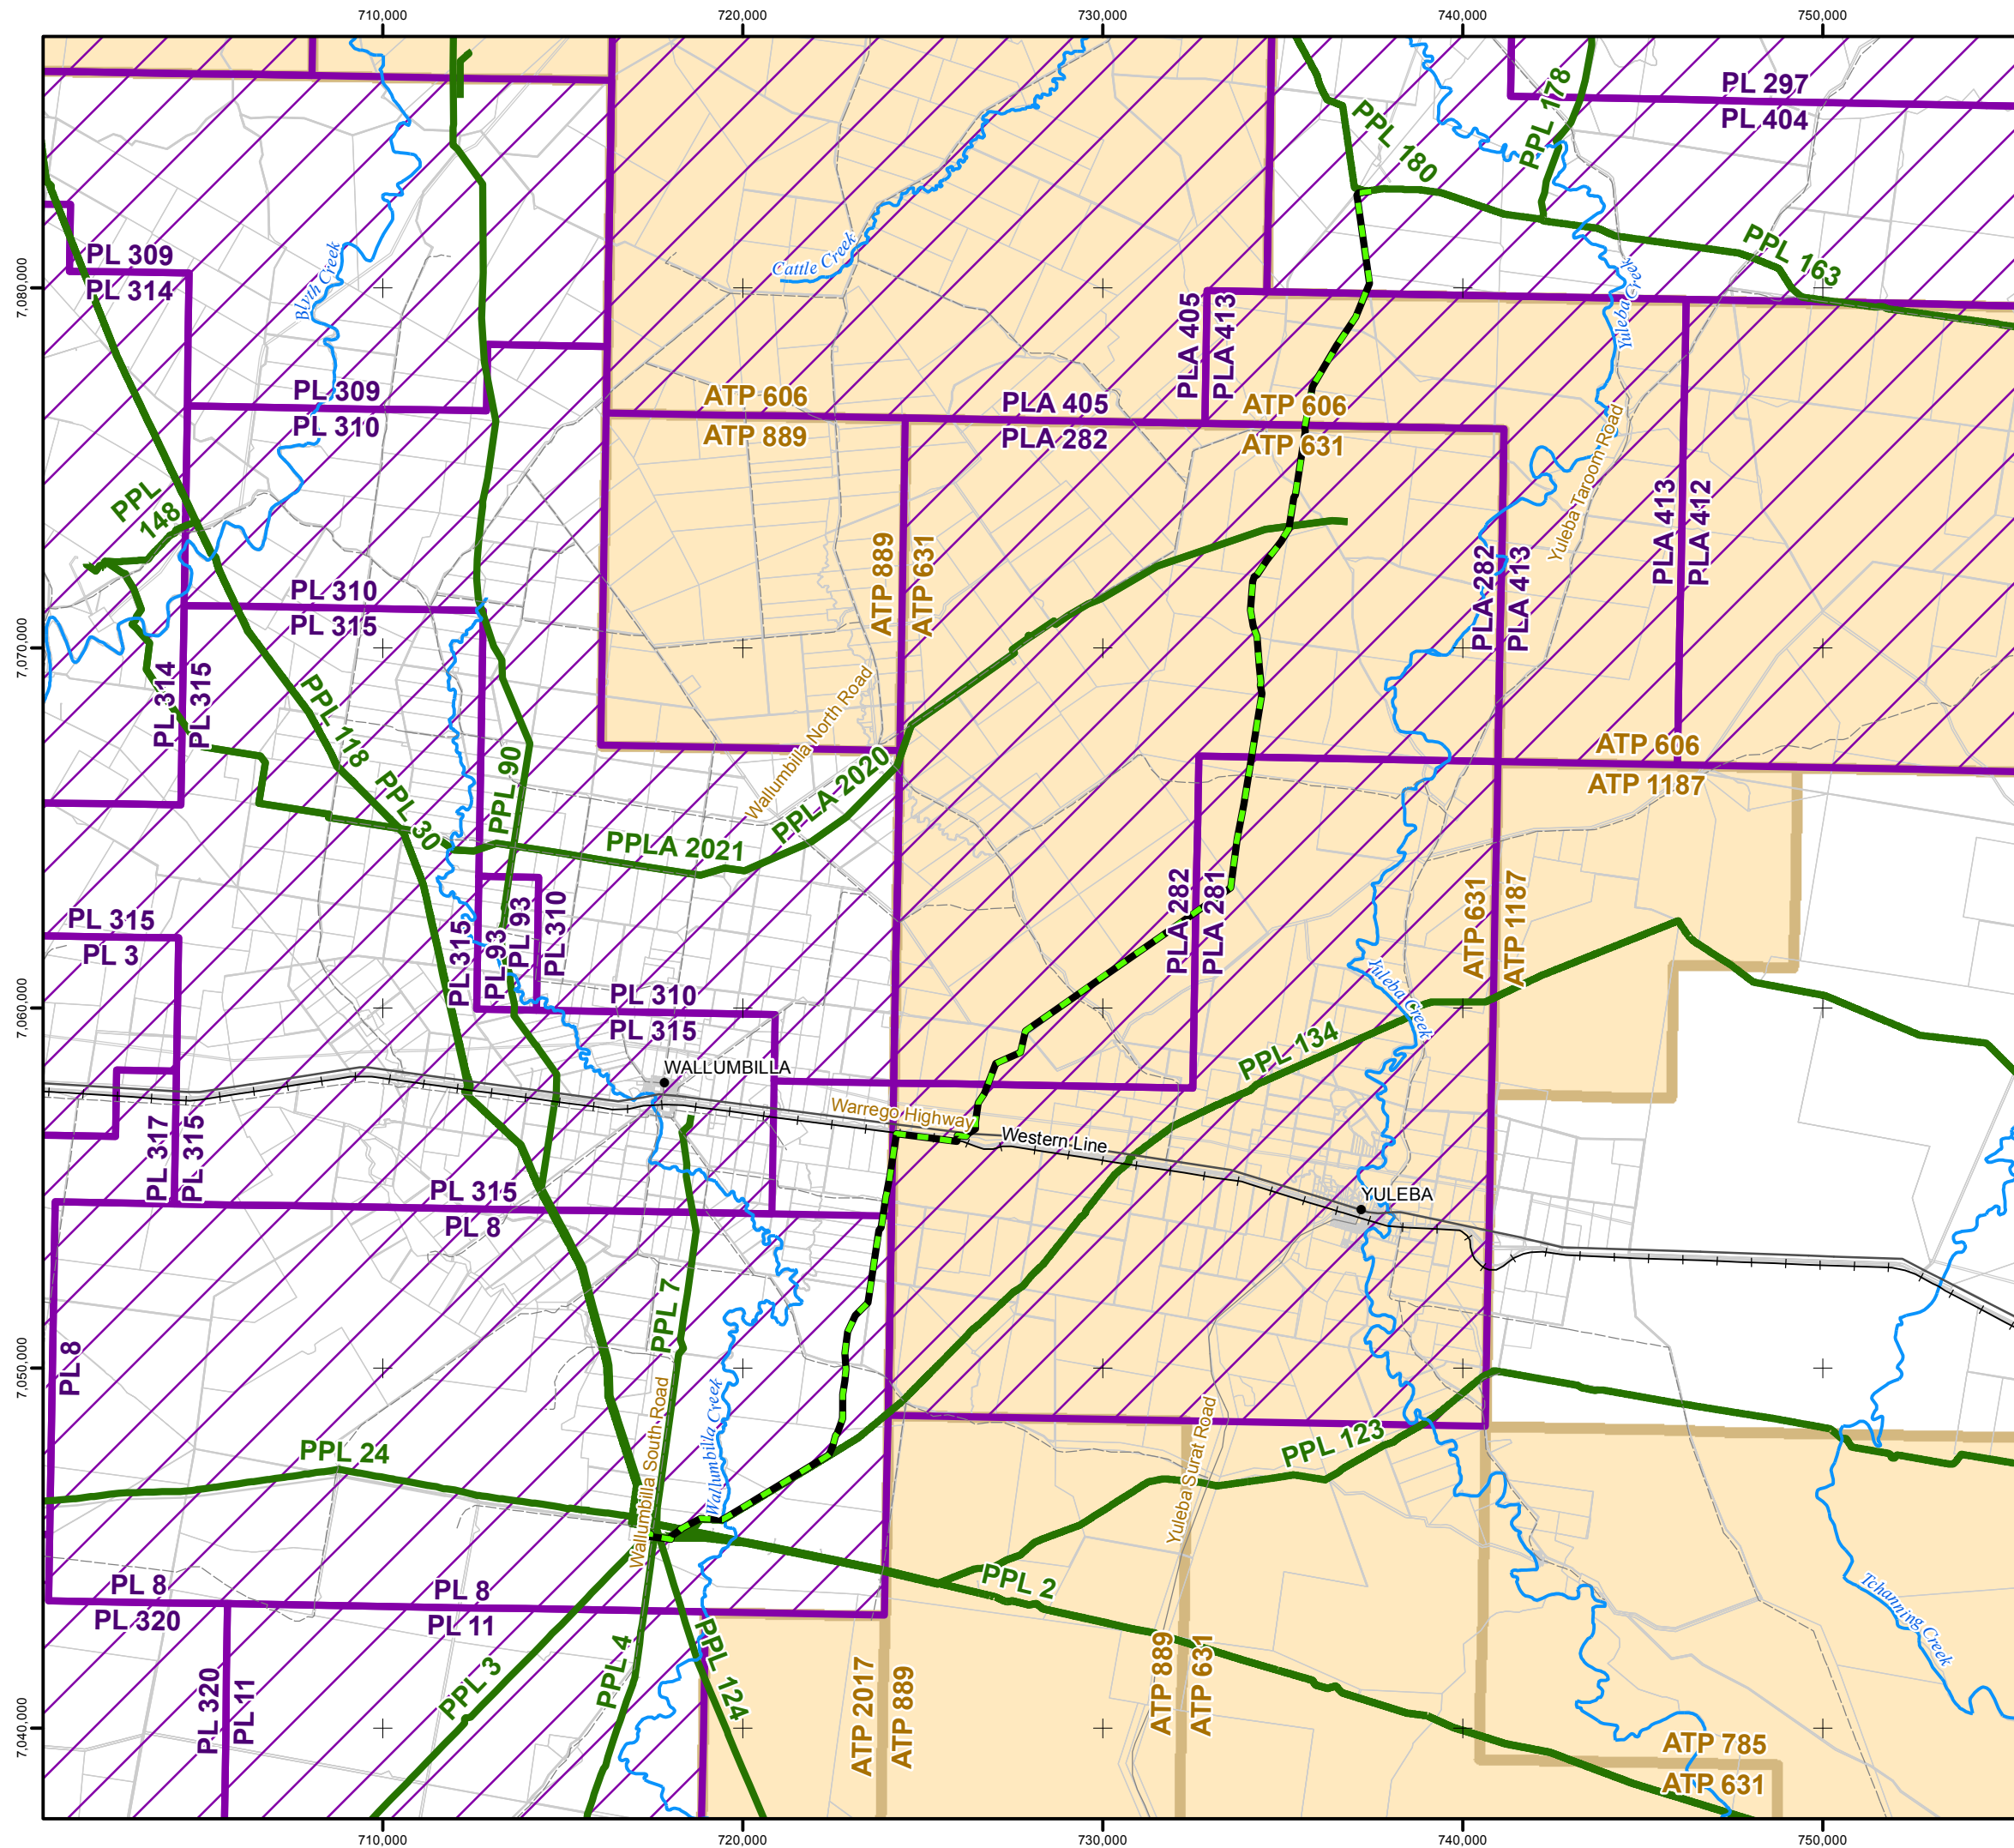 710,000
720,000
730,000
740,000
750,000
PL 297
PL 404
PPL 178
PPL 180
PPL 163
Blyth Creek
Cattle Creek
Yuleba Creek
PL 309
PL 314
7,080,000
PLA 405
PLA 413
PL 309
PL 310
ATP 606
ATP 889
PLA 405
PLA 282
ATP 606
ATP 631
Yuleba Taroom Road
PPL
148
ATP 889
ATP 631
PLA 282
PLA 413
PLA 413
PLA 412
PL 310
PL 315
7,070,000
PL 314
PL 315
PPL 118
PPL 30
PPL 90
Wallumbilla North Road
PPLA 2020
PPLA 2021
ATP 606
ATP 1187
PLA 282
PLA 281
ATP 631
ATP 1187
PL 315
PL 3
PL 315
PL 93
PL 93
PL 310
Yuleba Creek
7,060,000
PL 310
PL 315
PPL 134
WALLUMBILLA
Warrego Highway
Western Line
PL 317
PL 315
YULEBA
PL 315
PL 8
PPL 7
7,050,000
PL 8
Wallumbilla South Road
Wallumbilla Creek
Yuleba Surat Road
PPL 123
PPL 24
PPL 2
PL 8
PL 320
PL 8
PL 11
Tchanning Creek
PL 320
PL 11
PPL 3
PPL 4
PPL 124
ATP 2017
ATP 889
ATP 889
ATP 631
7,040,000
ATP 785
ATP 631
710,000
720,000
730,000
740,000
750,000